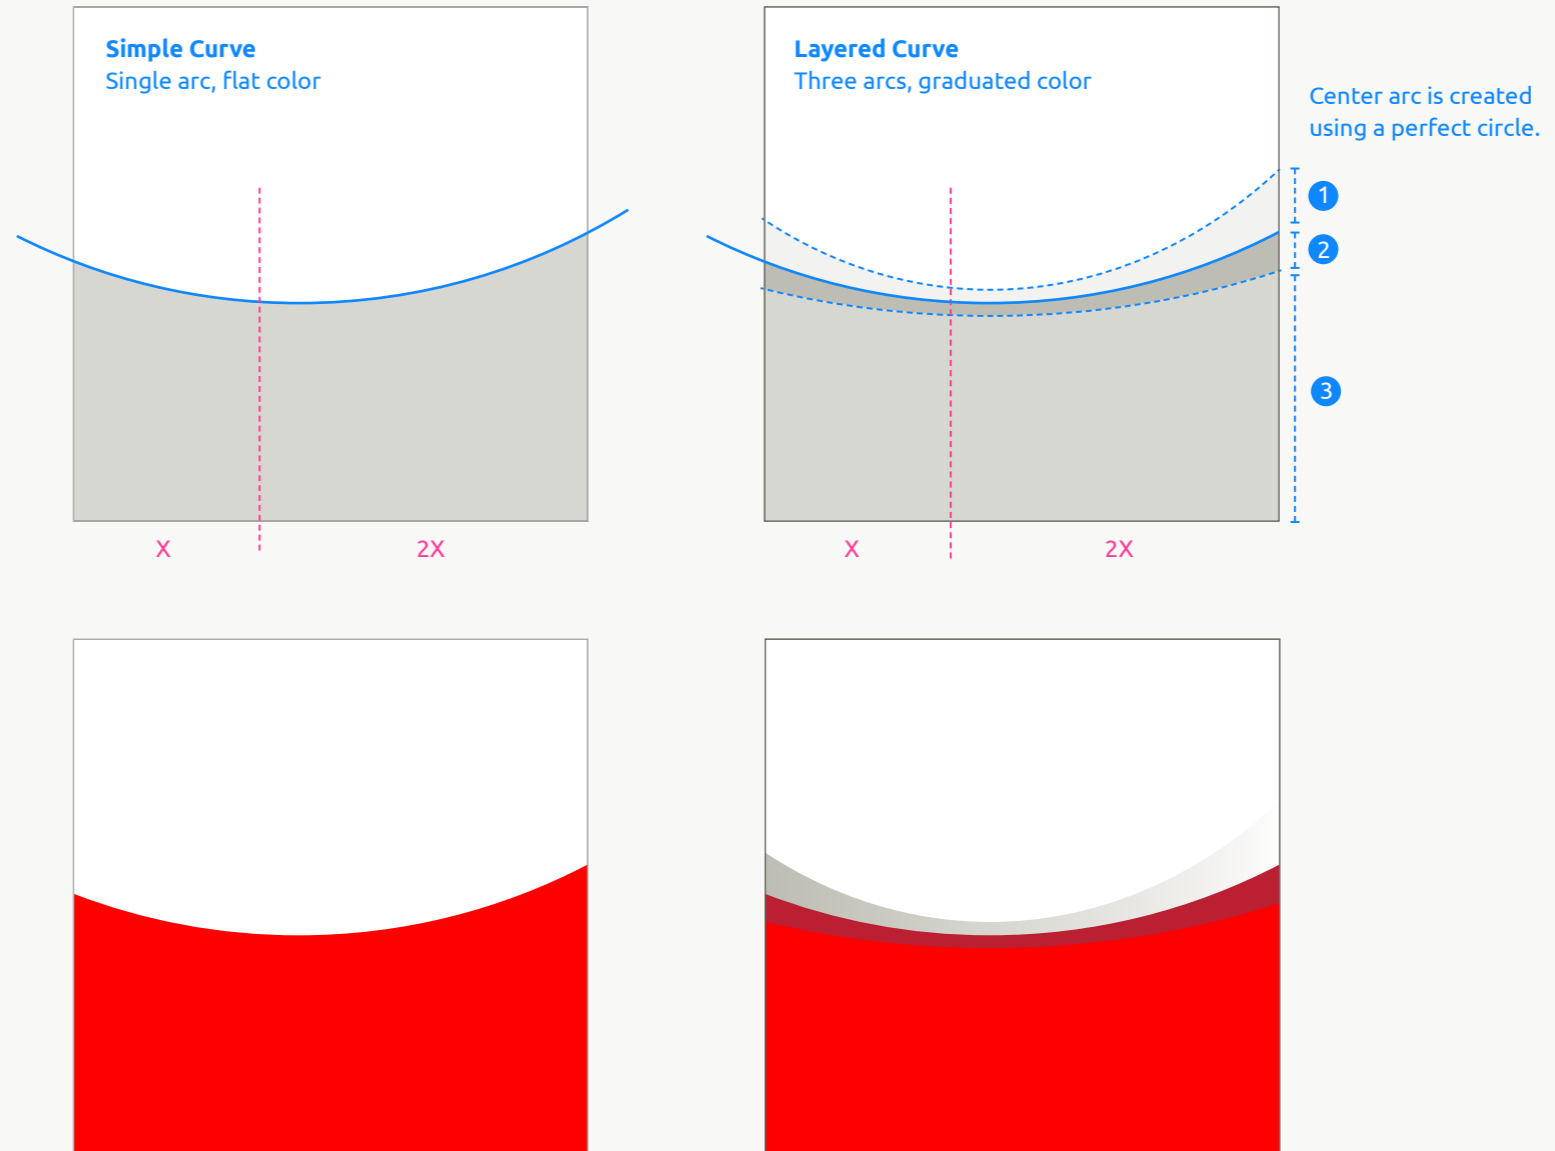 Simple Curve
Single arc, flat color
Layered Curve
Three arcs, graduated color
Center arc is created
using a perfect circle.
1
2
3
X
2X
X
2X